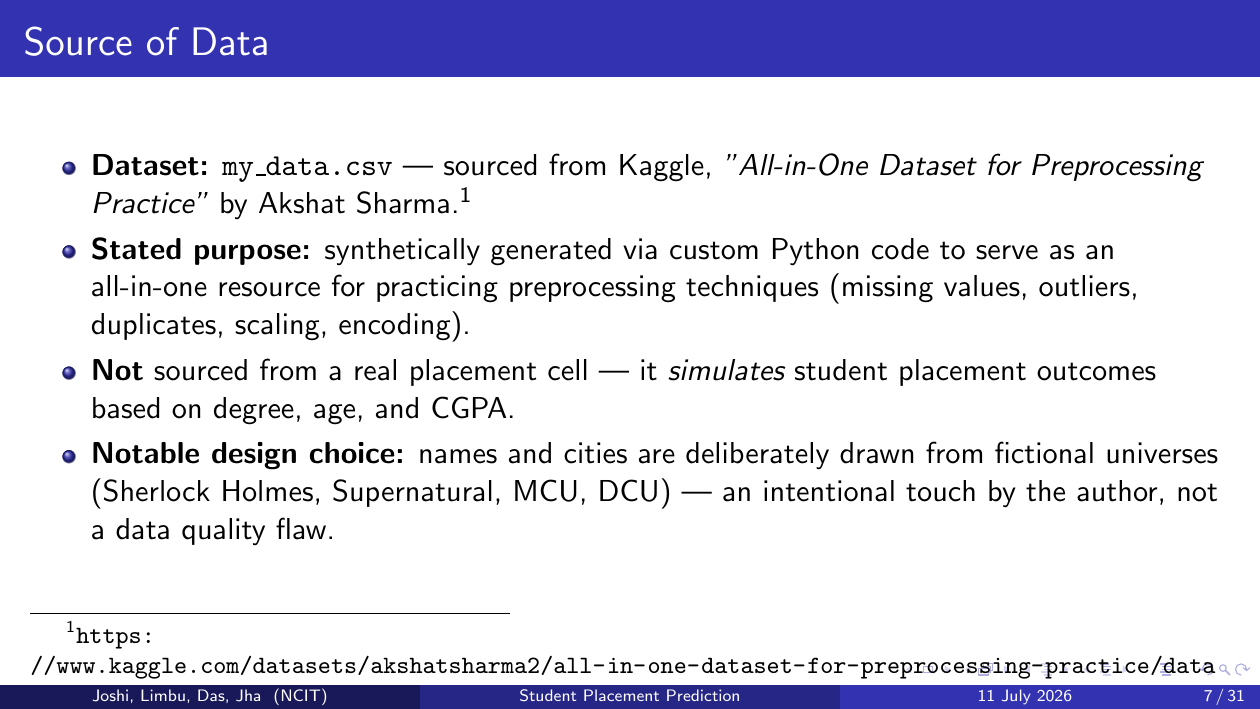 Source of Data
Dataset: my_data.csv — sourced from Kaggle, ”All-in-One Dataset for Preprocessing
Practice” by Akshat Sharma.1
Stated purpose: synthetically generated via custom Python code to serve as an
all-in-one resource for practicing preprocessing techniques (missing values, outliers,
duplicates, scaling, encoding).
Not sourced from a real placement cell — it simulates student placement outcomes
based on degree, age, and CGPA.
Notable design choice: names and cities are deliberately drawn from fictional universes
(Sherlock Holmes, Supernatural, MCU, DCU) — an intentional touch by the author, not
a data quality flaw.
1https:
//www.kaggle.com/datasets/akshatsharma2/all-in-one-dataset-for-preprocessing-practice/data
Joshi, Limbu, Das, Jha (NCIT) Student Placement Prediction 11 July 2026 7 / 31